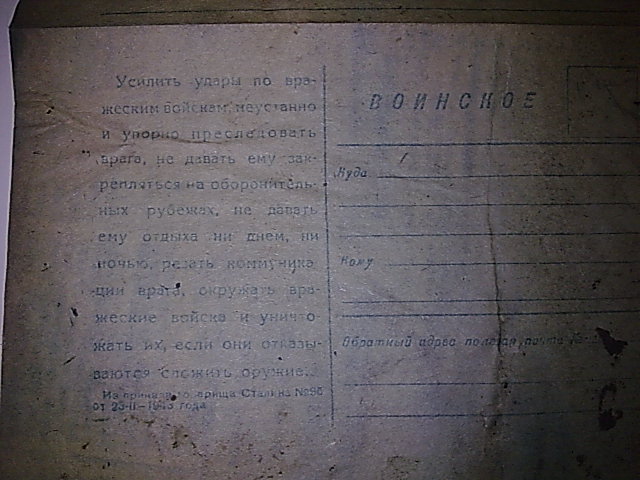 Усилить удары по вра-
жеским войскам, неустанно
и упорно преследовать
врага, не давать ему зак-
репляться на оборонитель-
ных рубежах, не давать
ему отдыха ни днем, ни
ночью, резать коммуника-
ции врага, окружать вра-
жеские войска и уничто-
жать их, если они отказы-
ваются сложить оружие...
Из приказа т. Сталина №95
от 23-II-1943 года
ВОИНСКОЕ
Куда
Кому
Обратный адрес полевая почта №